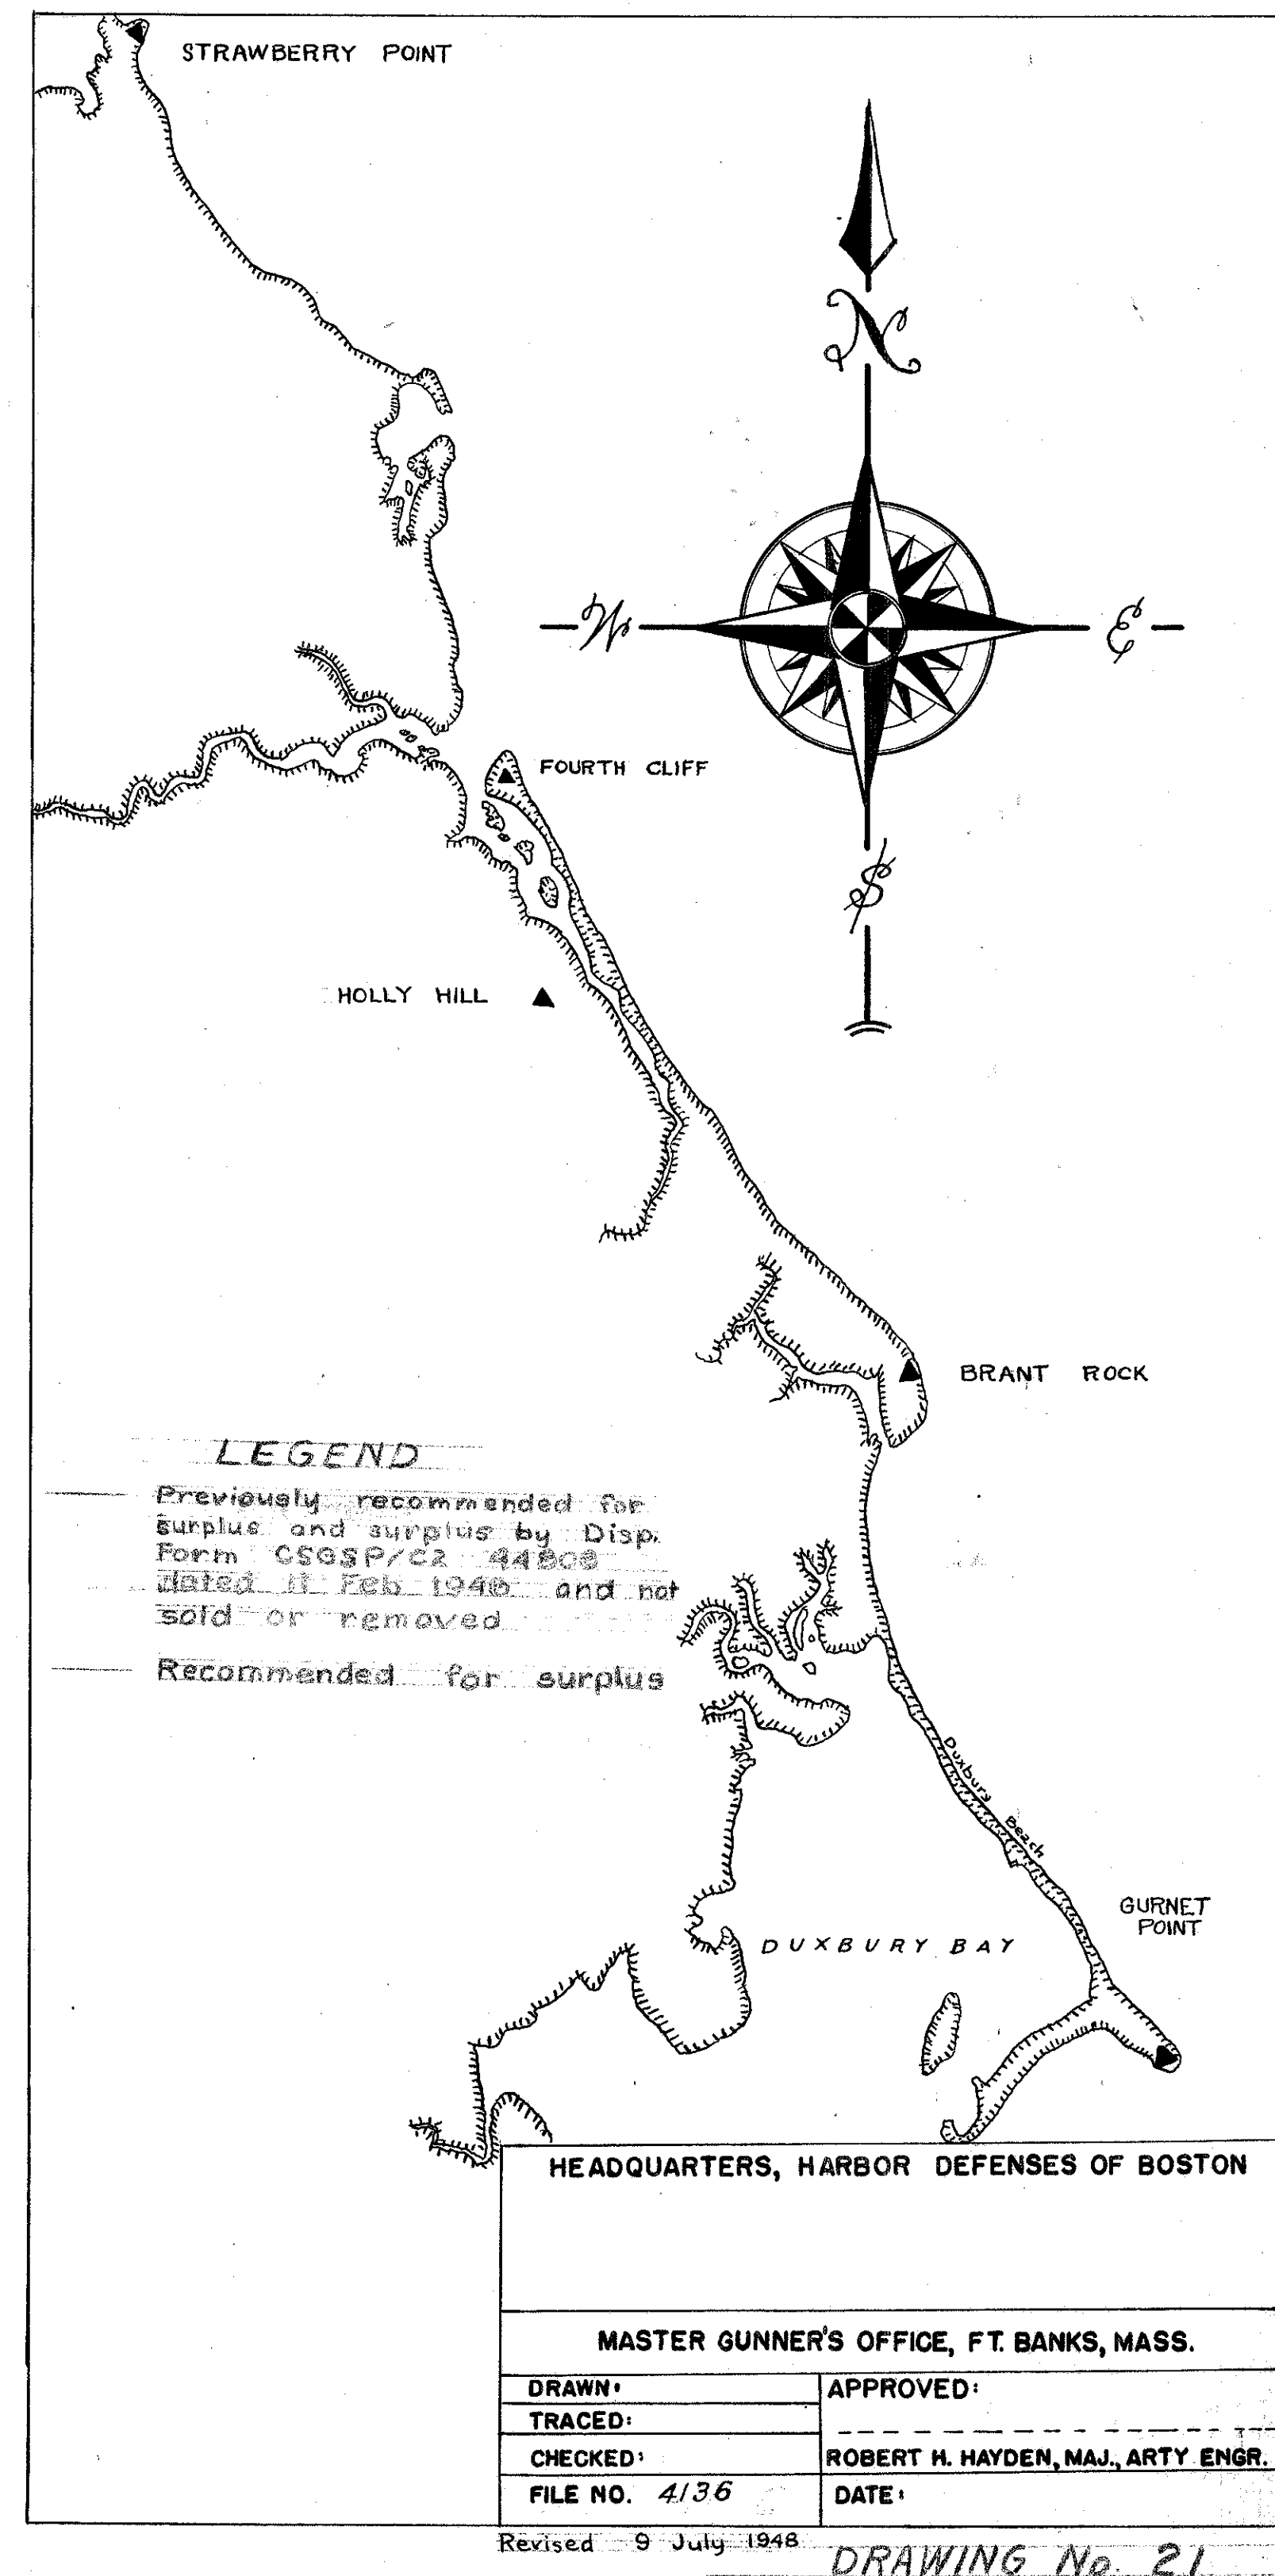 STRAWBERRY POINT
N
W
E
S
FOURTH CLIFF
HOLLY HILL
BRANT ROCK
LEGEND
Previously recommended for
surplus and surplus by Disp.
Form CSGSP/C2 44808
dated 11 Feb 1948 and not
sold or removed
Recommended for surplus
Duxbury Beach
GURNET
POINT
DUXBURY BAY
HEADQUARTERS, HARBOR DEFENSES OF BOSTON
MASTER GUNNER'S OFFICE, FT. BANKS, MASS.
DRAWN:
APPROVED:
TRACED:
CHECKED:
ROBERT H. HAYDEN, MAJ., ARTY ENGR.
FILE NO. 4136
DATE:
Revised 9 July 1948
DRAWING No. 21